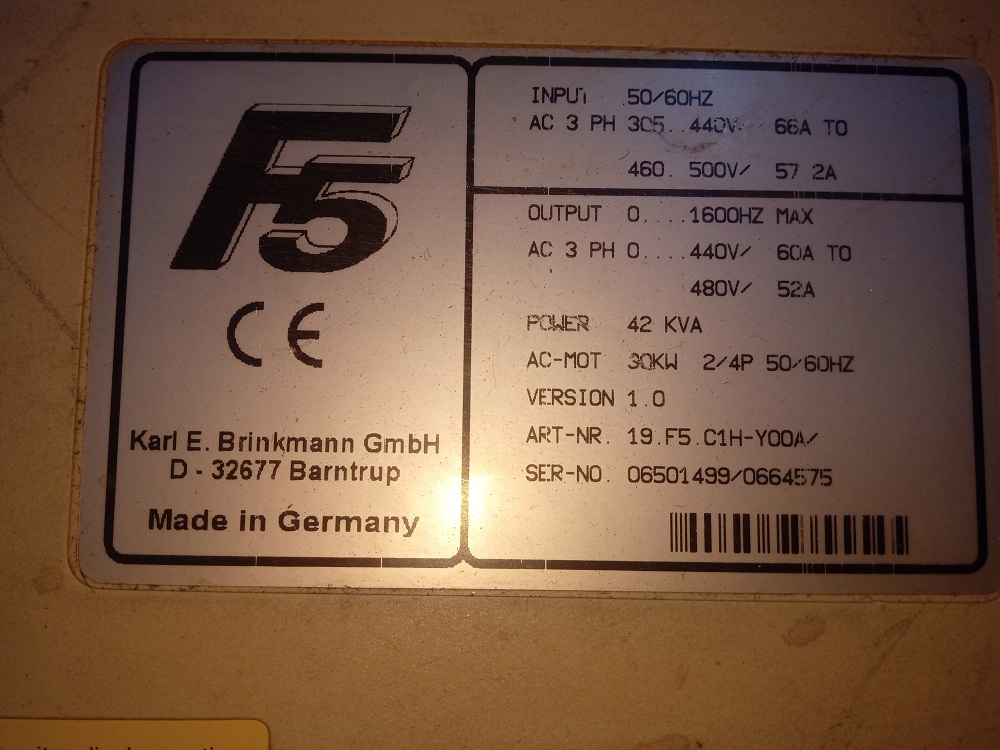 F5
CE
Karl E. Brinkmann GmbH
D - 32677 Barntrup
Made in Germany
INPUT 50/60HZ
AC 3 PH 305..440V/ 66A TO
460. 500V/ 57 2A
OUTPUT 0....1600HZ MAX
AC 3 PH 0....440V/ 60A TO
480V/ 52A
POWER 42 KVA
AC-MOT 30KW 2/4P 50/60HZ
VERSION 1.0
ART-NR. 19.F5.C1H-Y00A/
SER-NO. 06501499/0664575